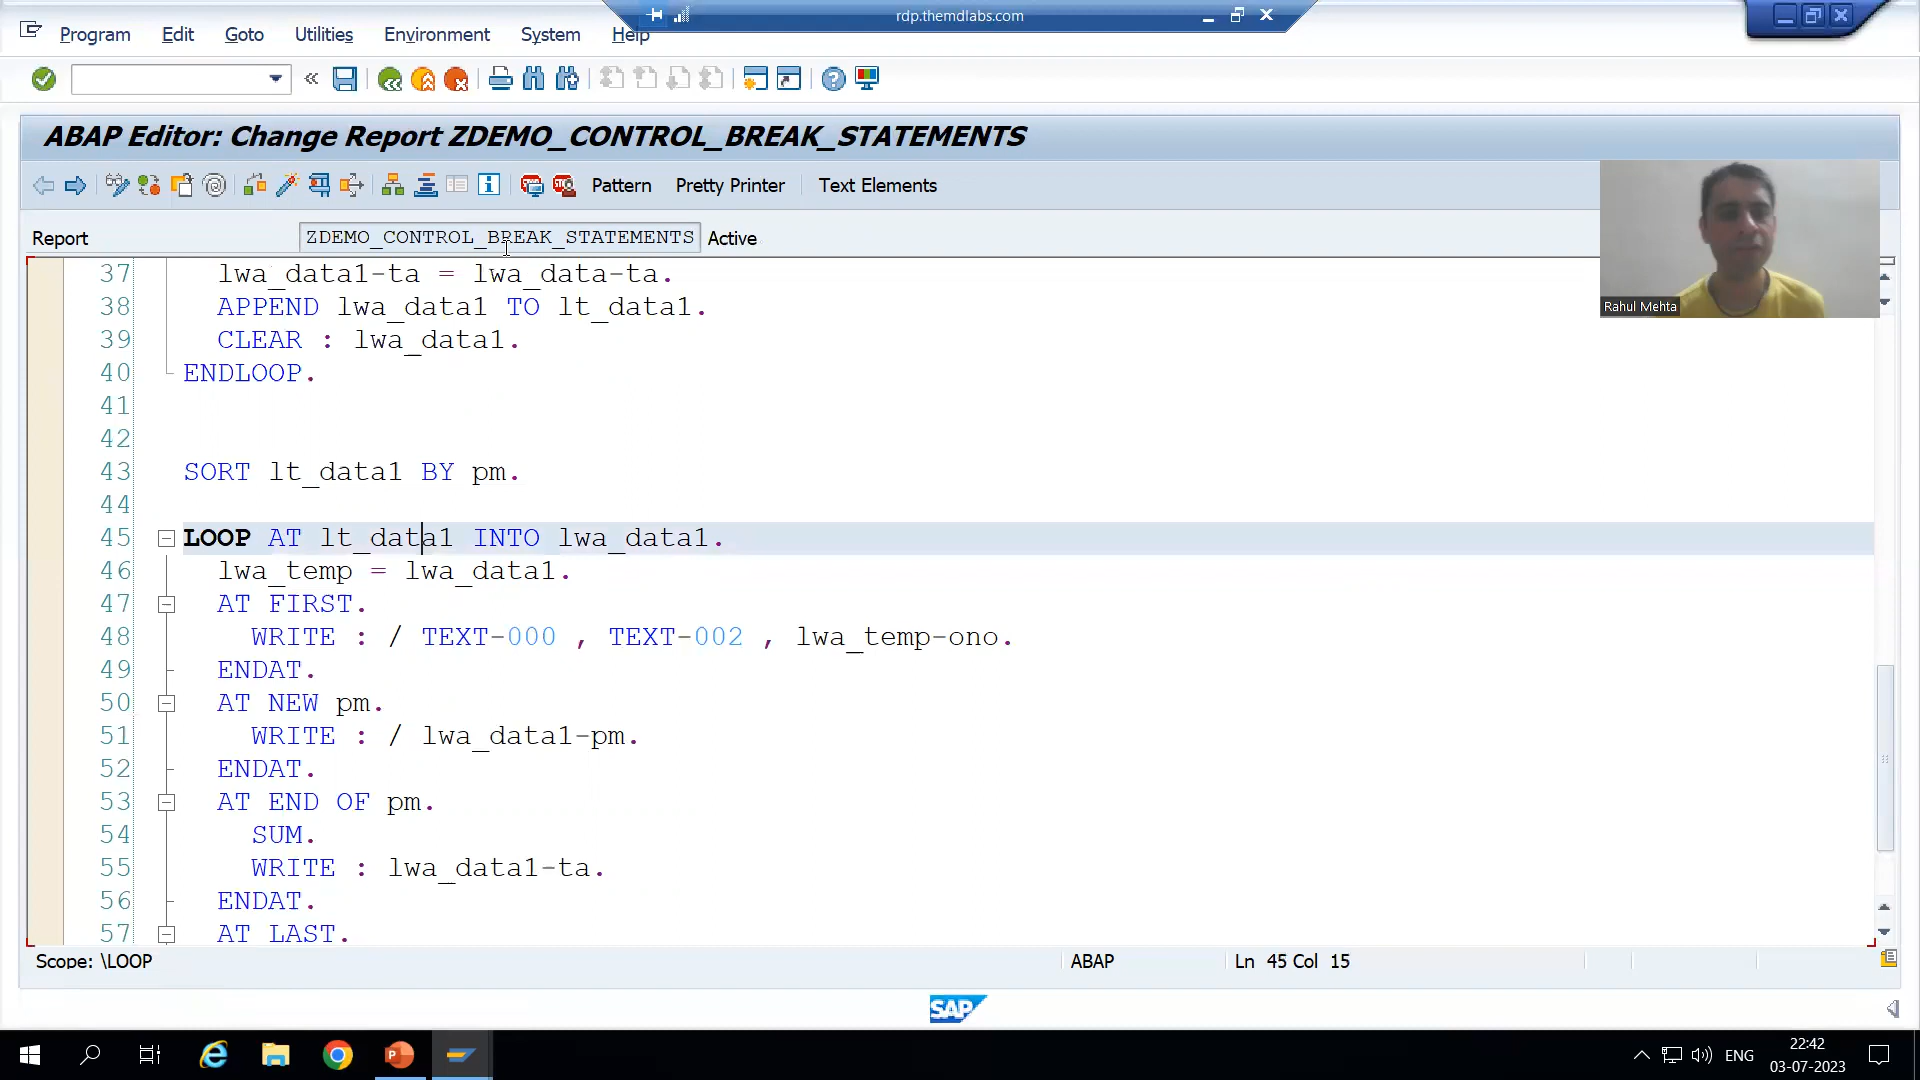 rdp.themdlabs.com
Program Edit Goto Utilities Environment System Help
ABAP Editor: Change Report ZDEMO_CONTROL_BREAK_STATEMENTS
Pattern Pretty Printer Text Elements
Report ZDEMO_CONTROL_BREAK_STATEMENTS Active
Rahul Mehta
37 lwa_data1-ta = lwa_data-ta.
38 APPEND lwa_data1 TO lt_data1.
39 CLEAR : lwa_data1.
40 ENDLOOP.
41
42
43 SORT lt_data1 BY pm.
44
45 LOOP AT lt_data1 INTO lwa_data1.
46 lwa_temp = lwa_data1.
47 AT FIRST.
48 WRITE : / TEXT-000 , TEXT-002 , lwa_temp-ono.
49 ENDAT.
50 AT NEW pm.
51 WRITE : / lwa_data1-pm.
52 ENDAT.
53 AT END OF pm.
54 SUM.
55 WRITE : lwa_data1-ta.
56 ENDAT.
57 AT LAST.
Scope: \LOOP ABAP Ln 45 Col 15
SAP
ENG
22:42
03-07-2023